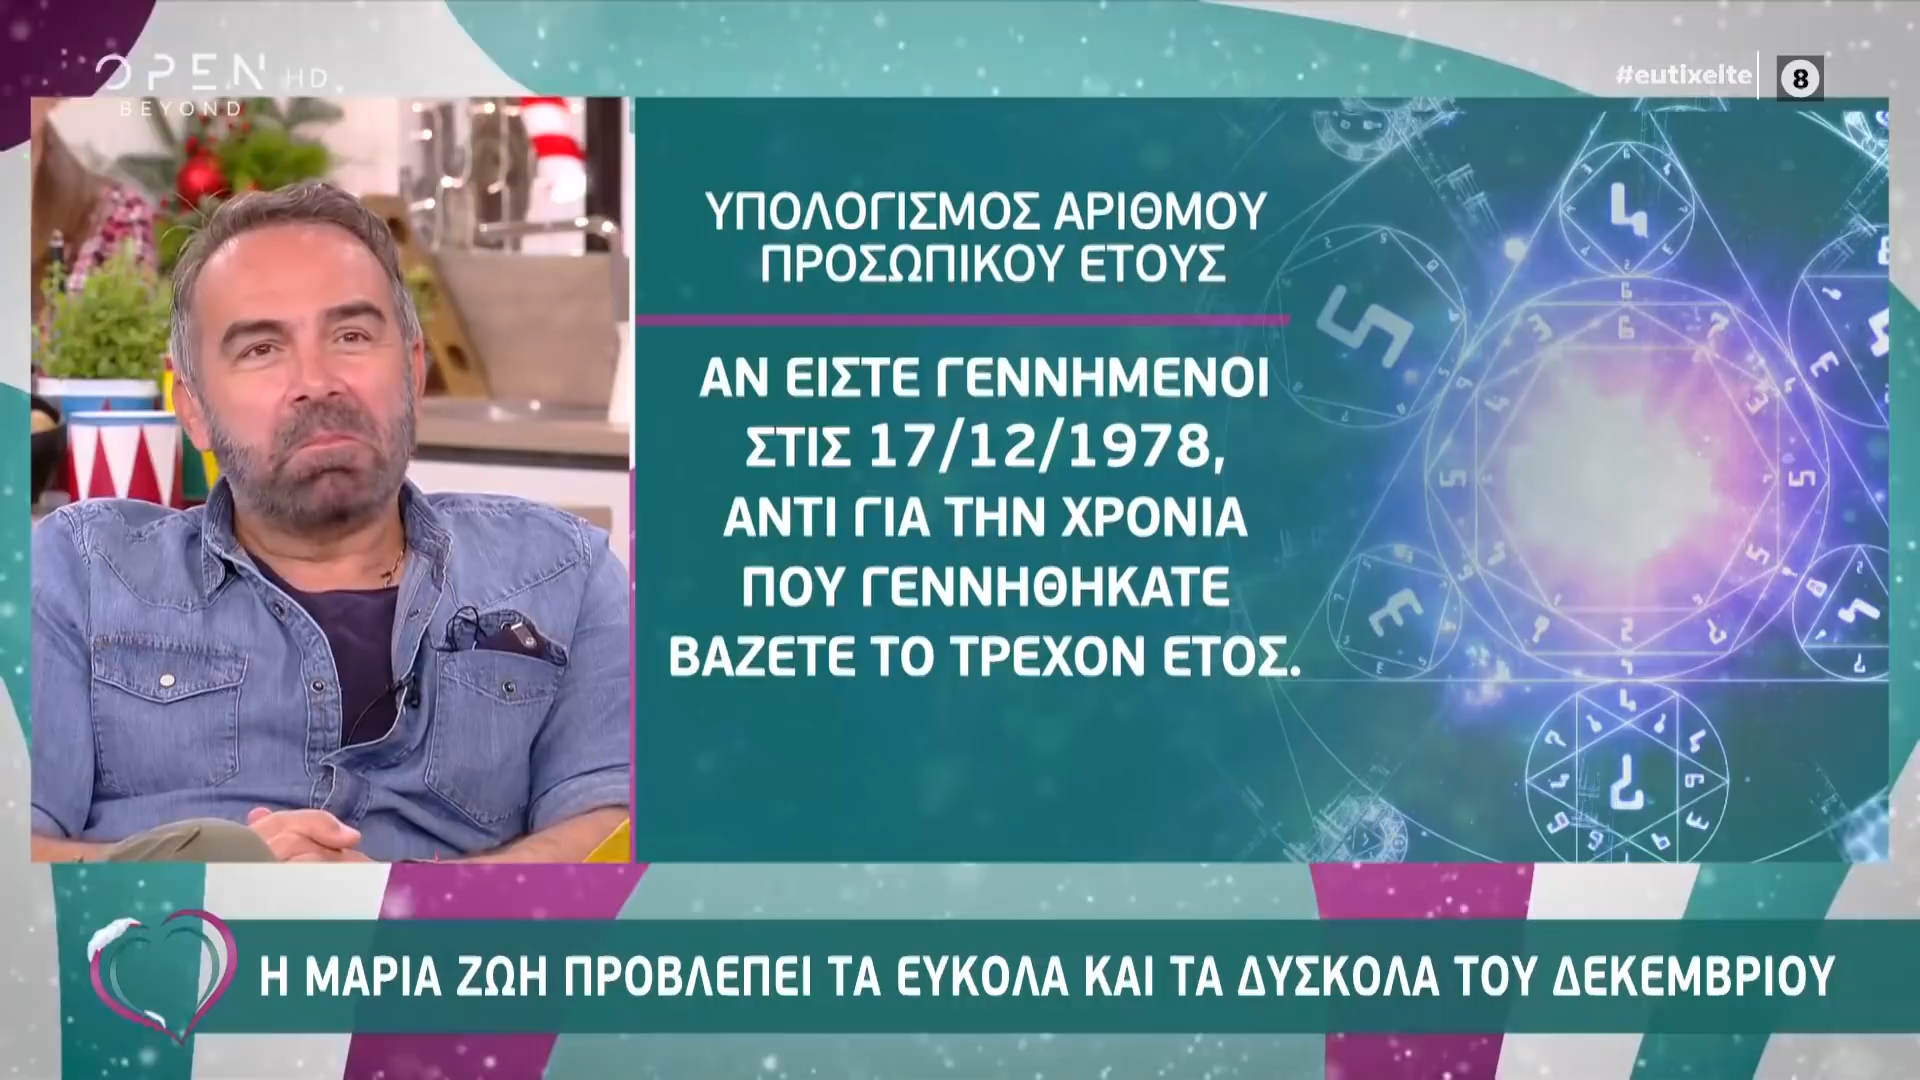 OPEN HD
BEYOND
#eutixeite
8
ΥΠΟΛΟΓΙΣΜΟΣ ΑΡΙΘΜΟΥ
ΠΡΟΣΩΠΙΚΟΥ ΕΤΟΥΣ
ΑΝ ΕΙΣΤΕ ΓΕΝΝΗΜΕΝΟΙ
ΣΤΙΣ 17/12/1978,
ΑΝΤΙ ΓΙΑ ΤΗΝ ΧΡΟΝΙΑ
ΠΟΥ ΓΕΝΝΗΘΗΚΑΤΕ
ΒΑΖΕΤΕ ΤΟ ΤΡΕΧΟΝ ΕΤΟΣ.
Η ΜΑΡΙΑ ΖΩΗ ΠΡΟΒΛΕΠΕΙ ΤΑ ΕΥΚΟΛΑ ΚΑΙ ΤΑ ΔΥΣΚΟΛΑ ΤΟΥ ΔΕΚΕΜΒΡΙΟΥ